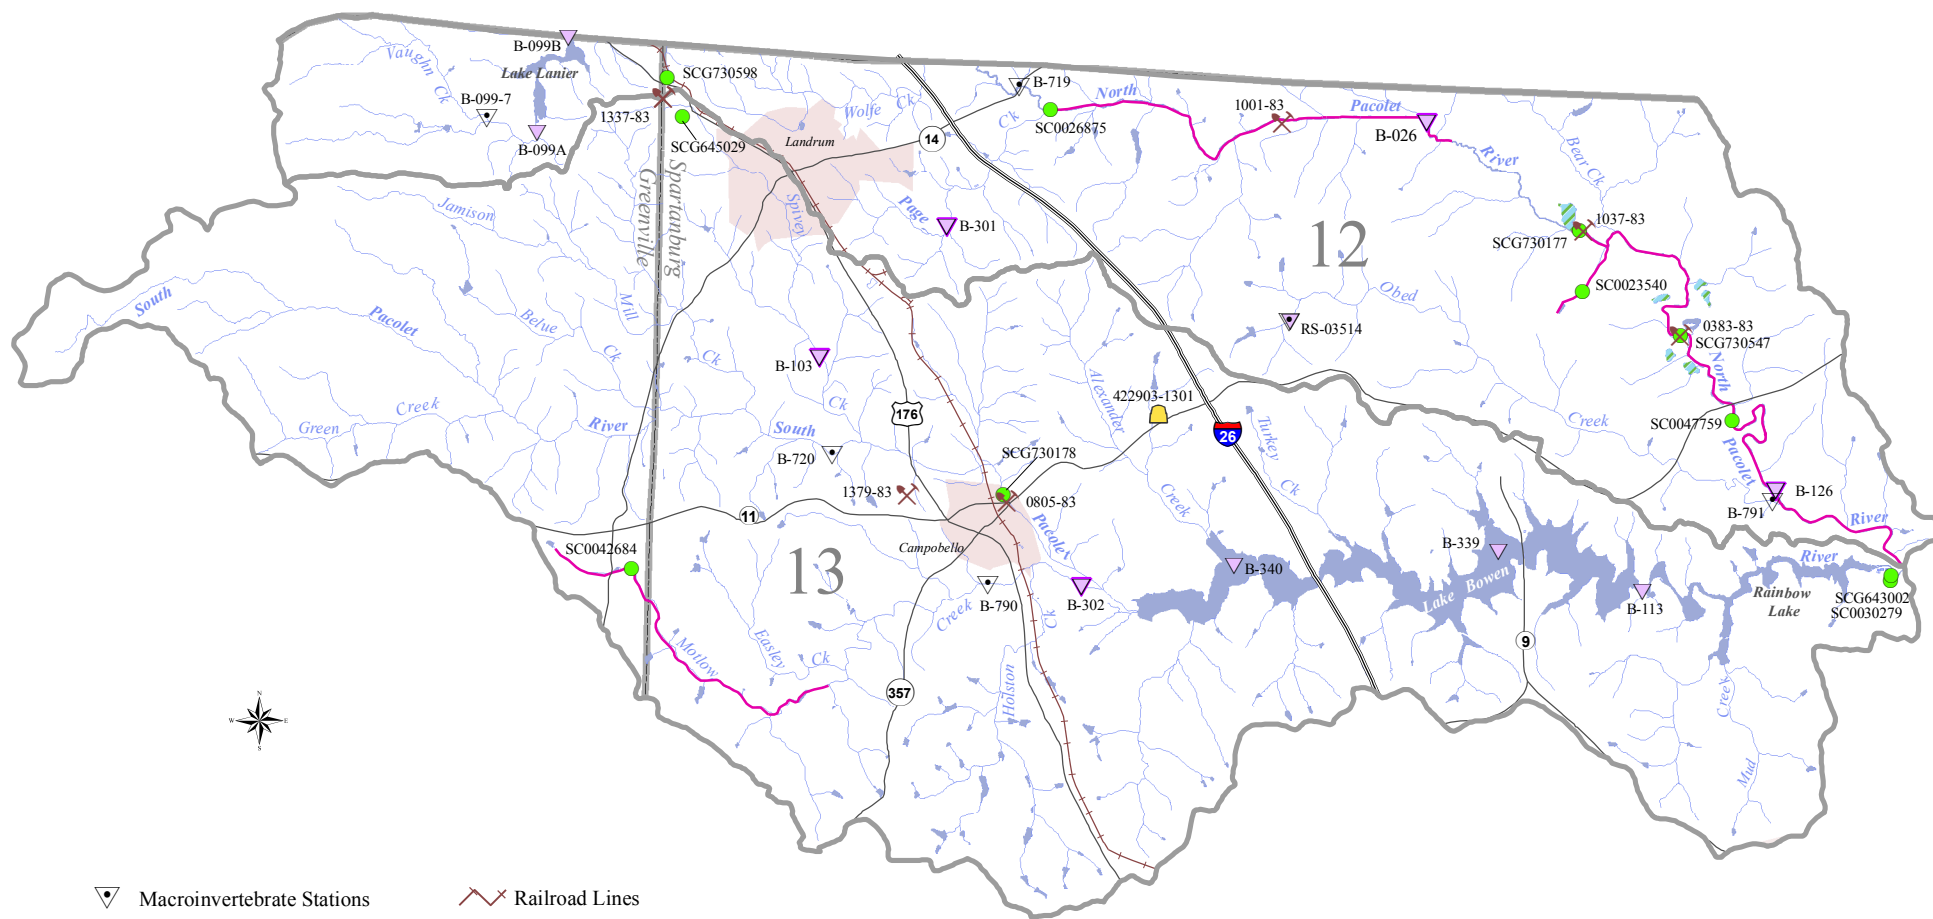 B-099B
Vaughn
Ck
Lake Lanier
B-099-7
B-099A
SCG730598
1337-83
SCG645029
Wolfe
Ck
Landrum
14
B-719
Ck
North
SC0026875
1001-83
Pacolet
B-026
River
Bear Ck
Spartanburg
Greenville
Jamison
Spivey
Page
B-301
12
1037-83
SCG730177
SC0023540
Obed
RS-03514
0383-83
SCG730547
North
South
Pacolet
Belue
Mill
Ck
Ck
B-103
Ck
Alexander
422903-1301
176
26
Turkey
Ck
Creek
SC0047759
Green
Creek
River
South
B-720
1379-83
SCG730178
0805-83
Pacolet
Creek
Pacolet
B-126
B-791
River
11
SC0042684
13
Campobello
B-790
Creek
B-302
Ck
B-340
B-339
Lake Bowen
B-113
River
Rainbow
Lake
SCG643002
SC0030279
9
Motlow
Easley
Ck
357
Holston
Creek
Mud
N
W
E
S
Macroinvertebrate Stations
Railroad Lines